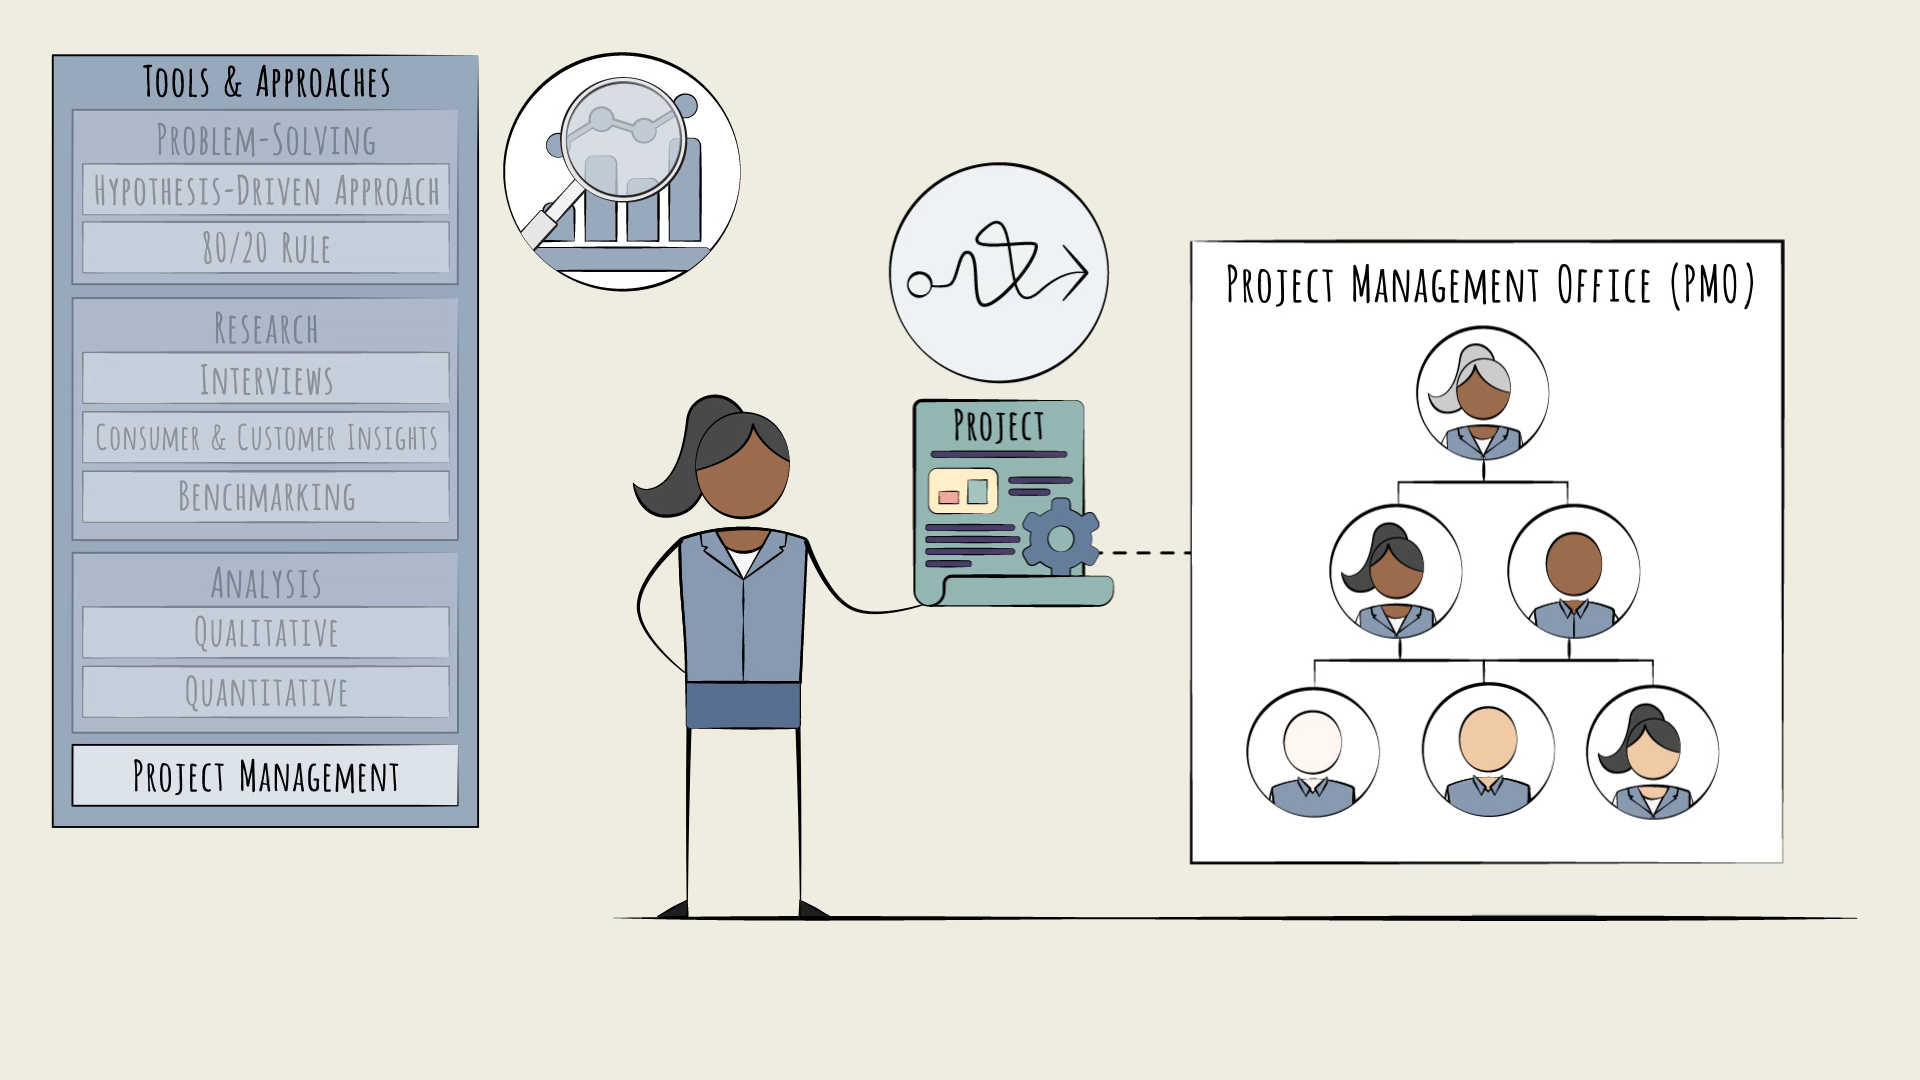 Tools & Approaches
Problem-Solving
Hypothesis-Driven Approach
80/20 Rule
Research
Interviews
Consumer & Customer Insights
Benchmarking
Analysis
Qualitative
Quantitative
Project Management
Project
Project Management Office (PMO)